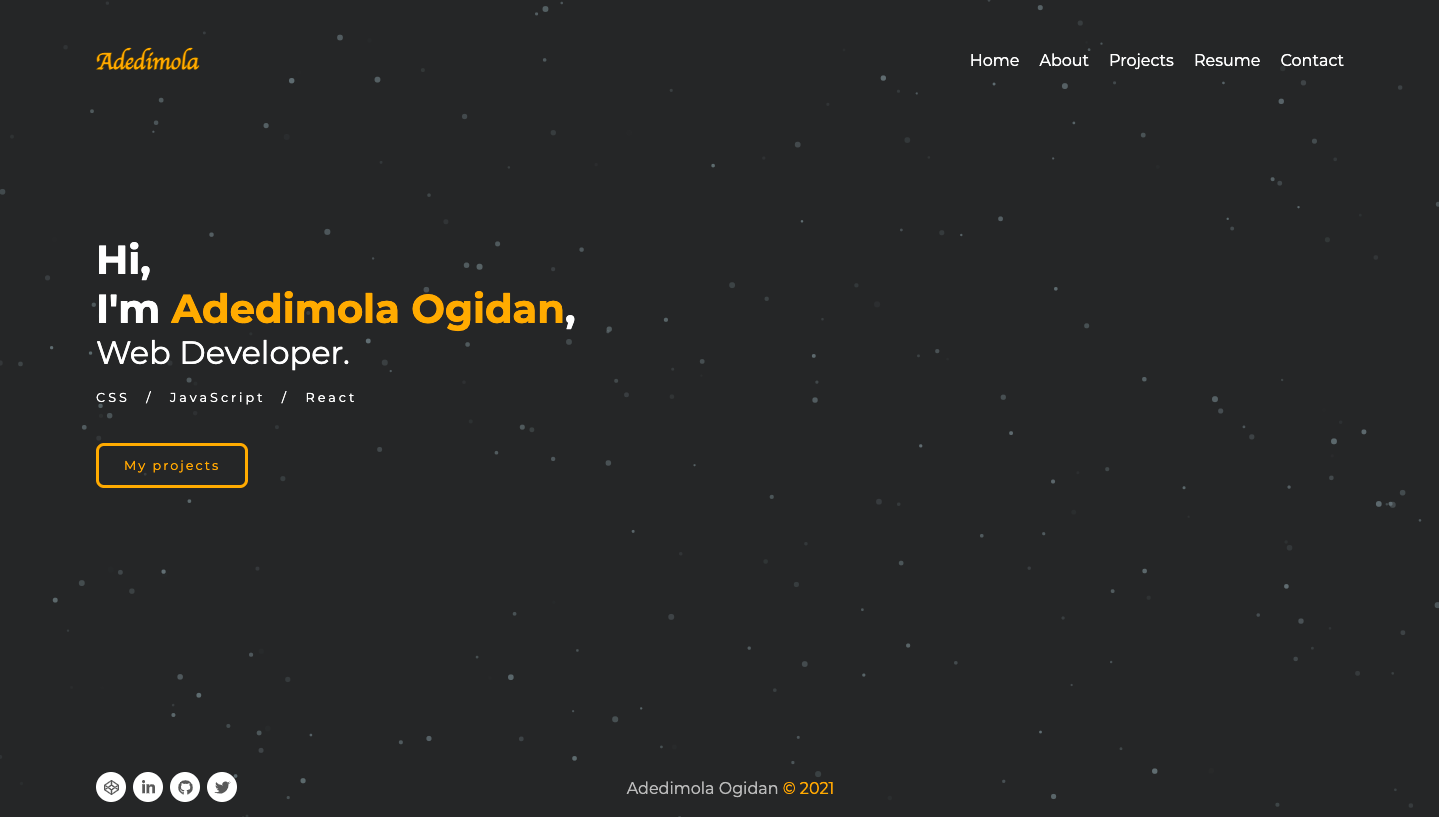 Adedimola
Home About Projects Resume Contact
Hi,
I'm Adedimola Ogidan,
Web Developer.
CSS / JavaScript / React
My projects
in
Adedimola Ogidan © 2021